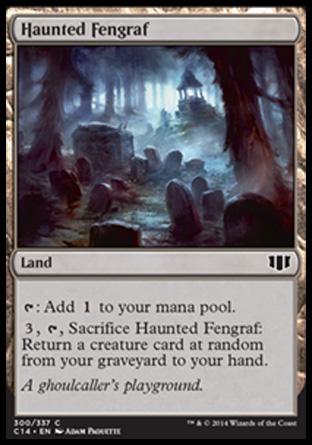 Haunted Fengraf
Land
: Add 1 to your mana pool.
3, , Sacrifice Haunted Fengraf:
Return a creature card at random
from your graveyard to your hand.
A ghoulcaller's playground.
300/337 C
C14 • EN Adam Paquette
™ & © 2014 Wizards of the Coast